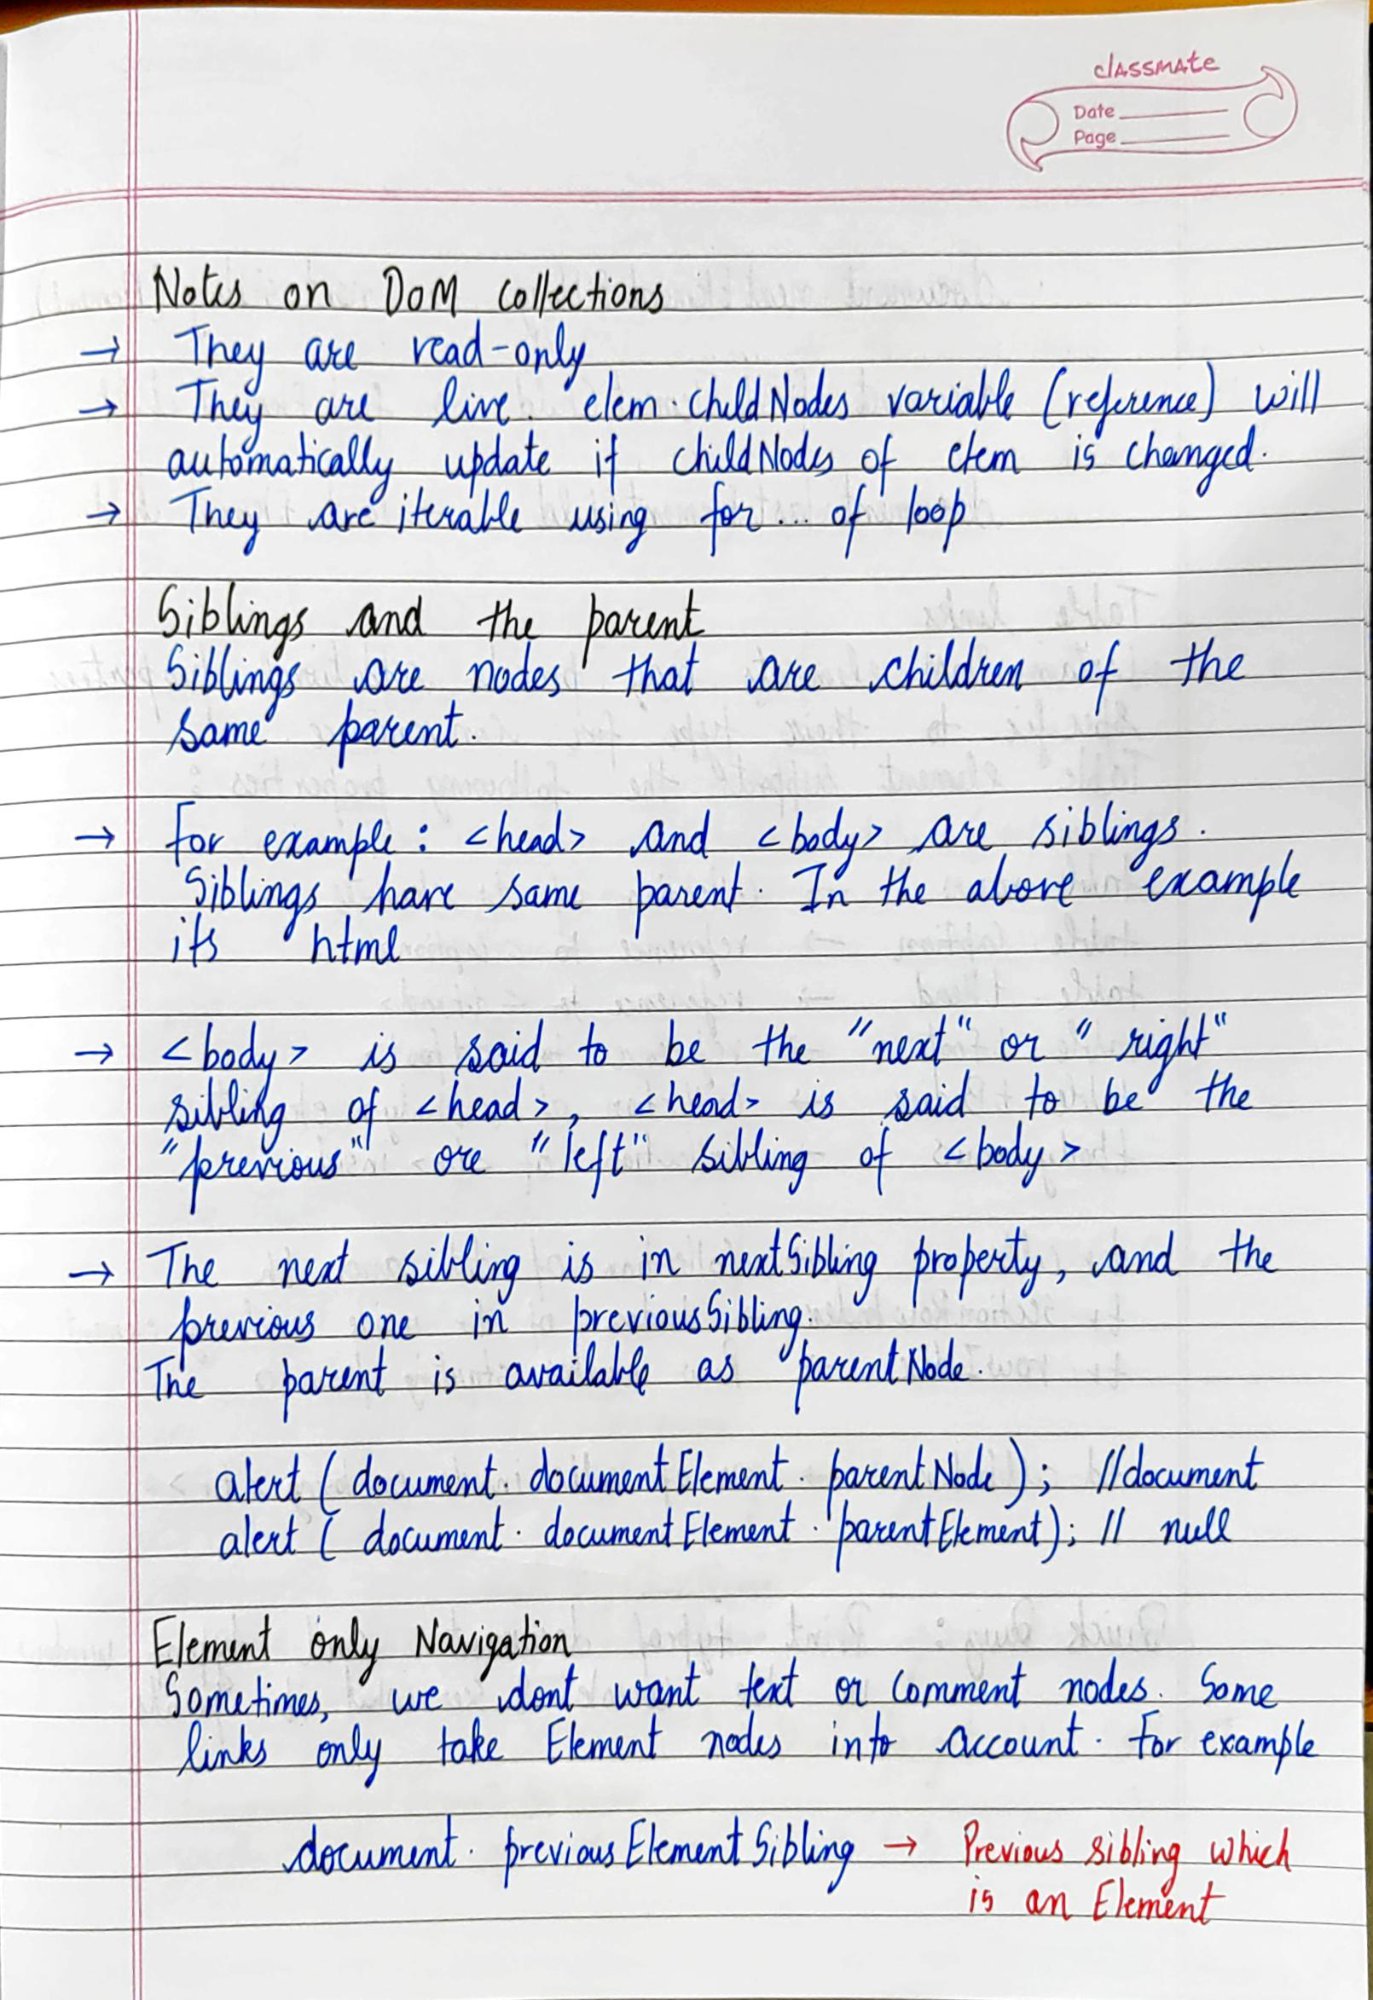 classmate
Date
Page
Notes on DOM collections
→ They are read-only
→ They are live. elem.childNodes variable (reference) will
automatically update if childNodes of elem is changed.
→ They are iterable using for... of loop
Siblings and the parent
Siblings are nodes that are children of the
same parent.
→ For example : <head> and <body> are siblings.
Siblings have same parent. In the above example
its html
→ <body> is said to be the "next" or "right"
sibling of <head>, <head> is said to be the
"previous" ore "left" sibling of <body>
→ The next sibling is in nextSibling property, and the
previous one in previousSibling.
The parent is available as parentNode.
alert (document. documentElement. parentNode); //document
alert ( document. documentElement. parentElement); // null
Element only Navigation
Sometimes, we dont want text or comment nodes. Some
links only take Element nodes into account. For example
document. previousElementSibling → Previous sibling which
is an Element